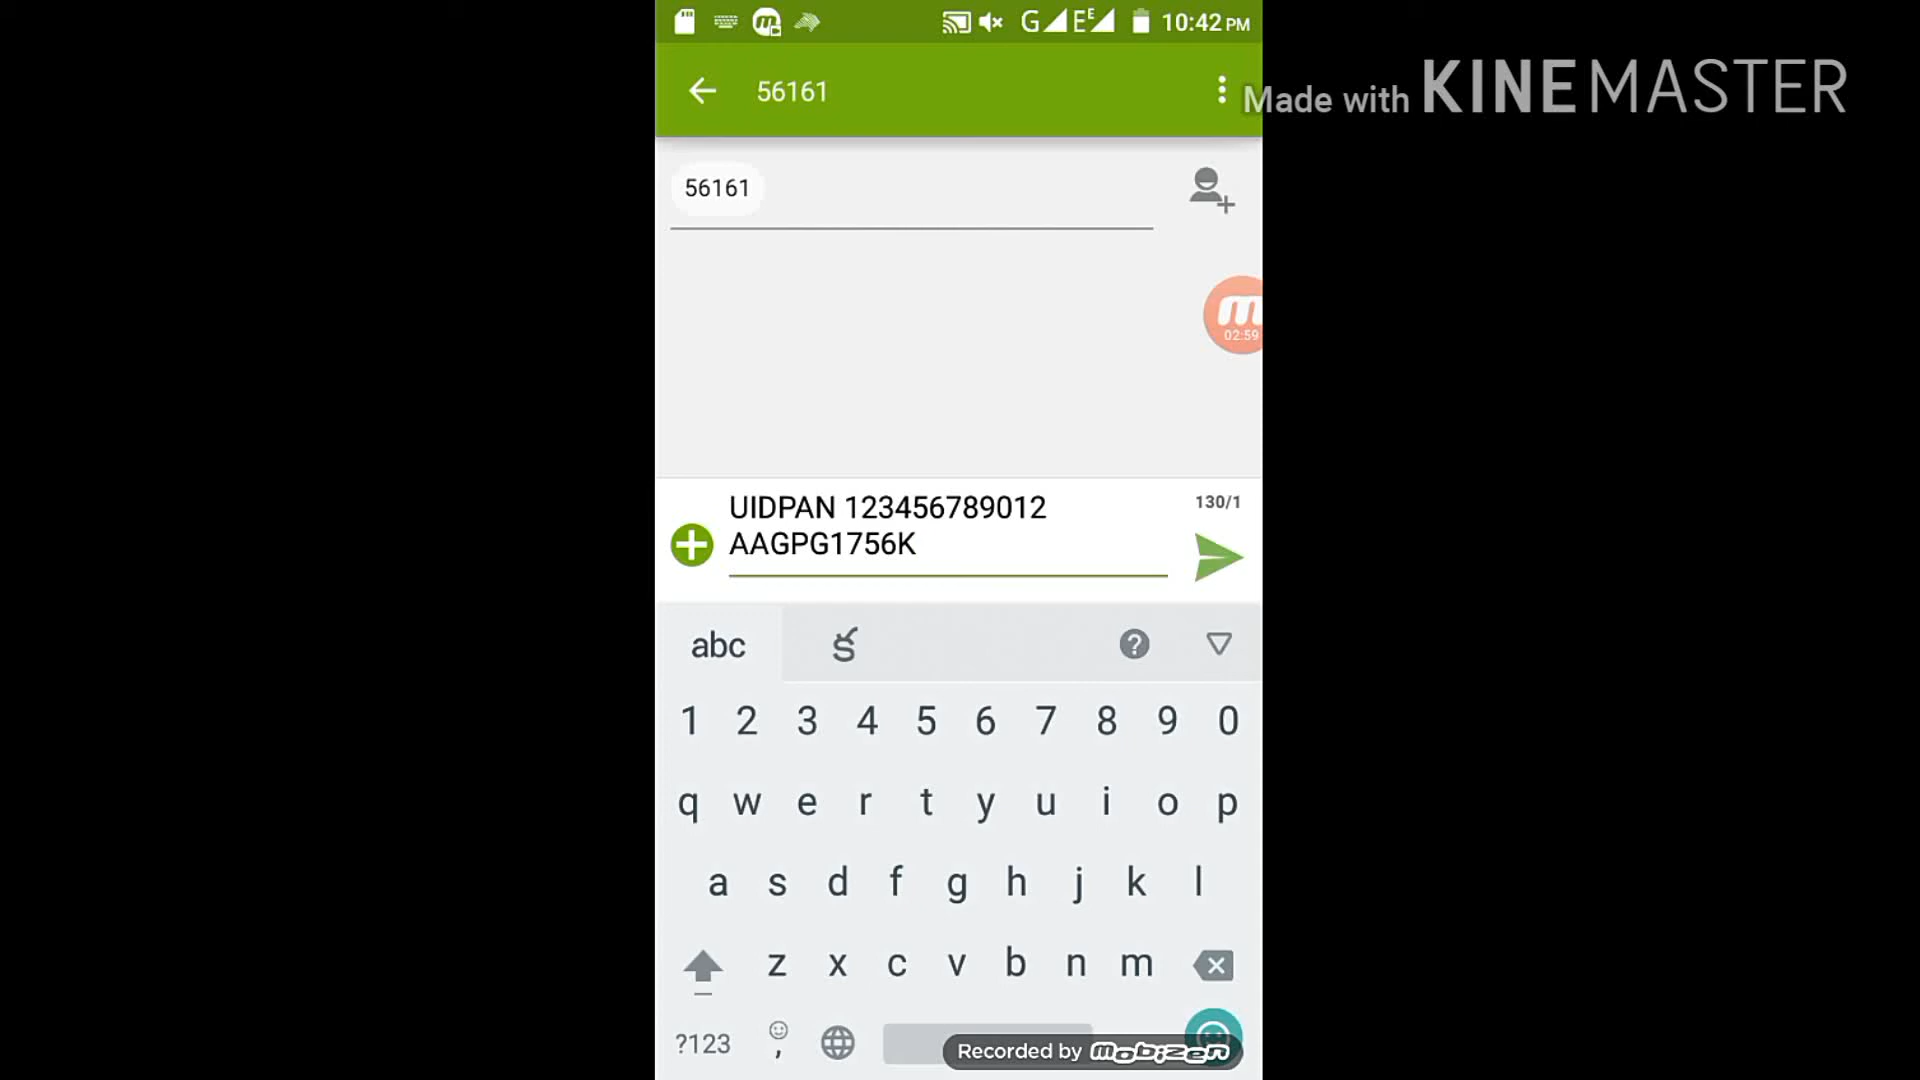 G E E 10:42 PM
56161
Made with KINEMASTER
56161
02:59
UIDPAN 123456789012
AAGPG1756K
130/1
abc
1 2 3 4 5 6 7 8 9 0
q w e r t y u i o p
a s d f g h j k l
z x c v b n m
?123 ,
Recorded by mobizen